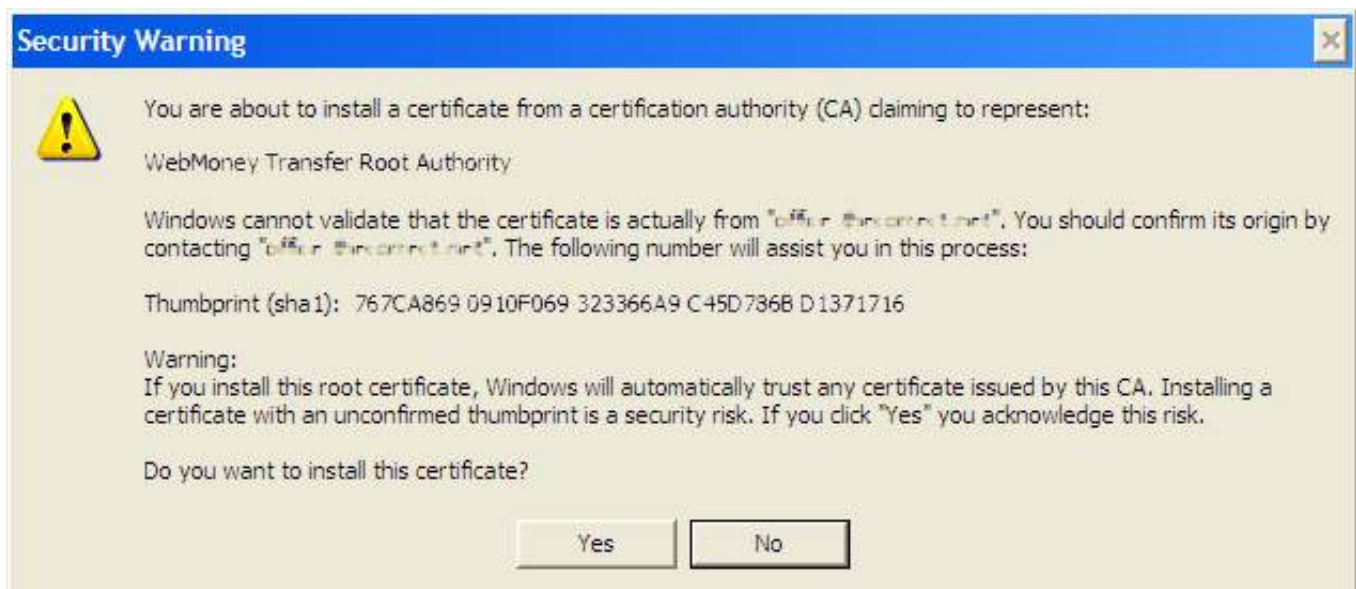 Security Warning
You are about to install a certificate from a certification authority (CA) claiming to represent:
WebMoney Transfer Root Authority
Windows cannot validate that the certificate is actually from "". You should confirm its origin by
contacting "". The following number will assist you in this process:
Thumbprint (sha1): 767CA869 0910F069 323366A9 C45D786B D1371716
Warning:
If you install this root certificate, Windows will automatically trust any certificate issued by this CA. Installing a
certificate with an unconfirmed thumbprint is a security risk. If you click "Yes" you acknowledge this risk.
Do you want to install this certificate?
Yes No